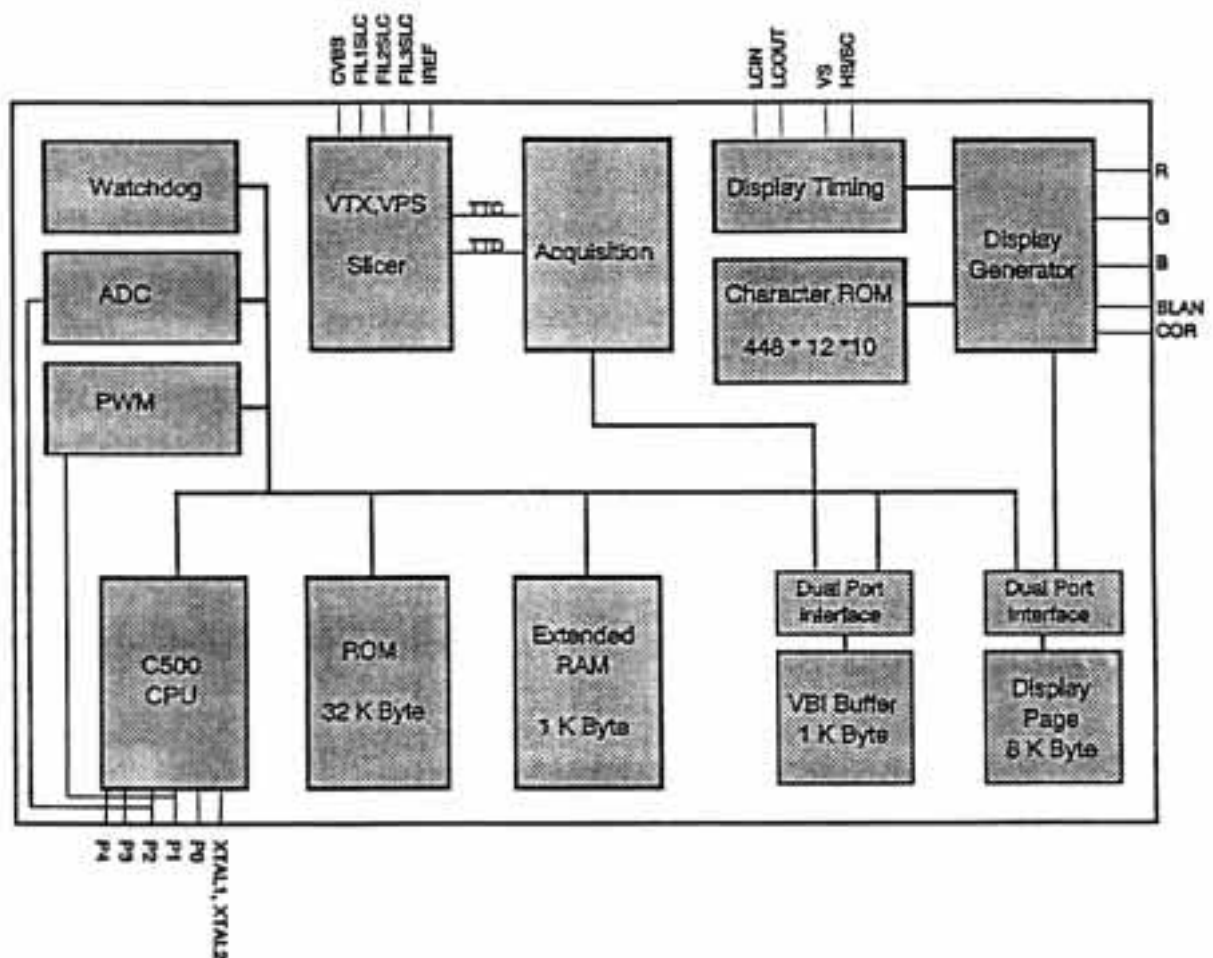 CVBS
FIL1SLC
FIL2SLC
FIL3SLC
IREF
LCIN
LCOUT
VS
HS/SC
Watchdog
ADC
PWM
VTX,VPS
Slicer
TTC
TTD
Acquisition
Display Timing
Character ROM
448 * 12 *10
Display
Generator
R
G
B
BLAN
COR
C500
CPU
ROM
32 K Byte
Extended
RAM
1 K Byte
Dual Port
Interface
VBI Buffer
1 K Byte
Dual Port
Interface
Display
Page
8 K Byte
P4
P3
P2
P1
P0
XTAL1, XTAL2